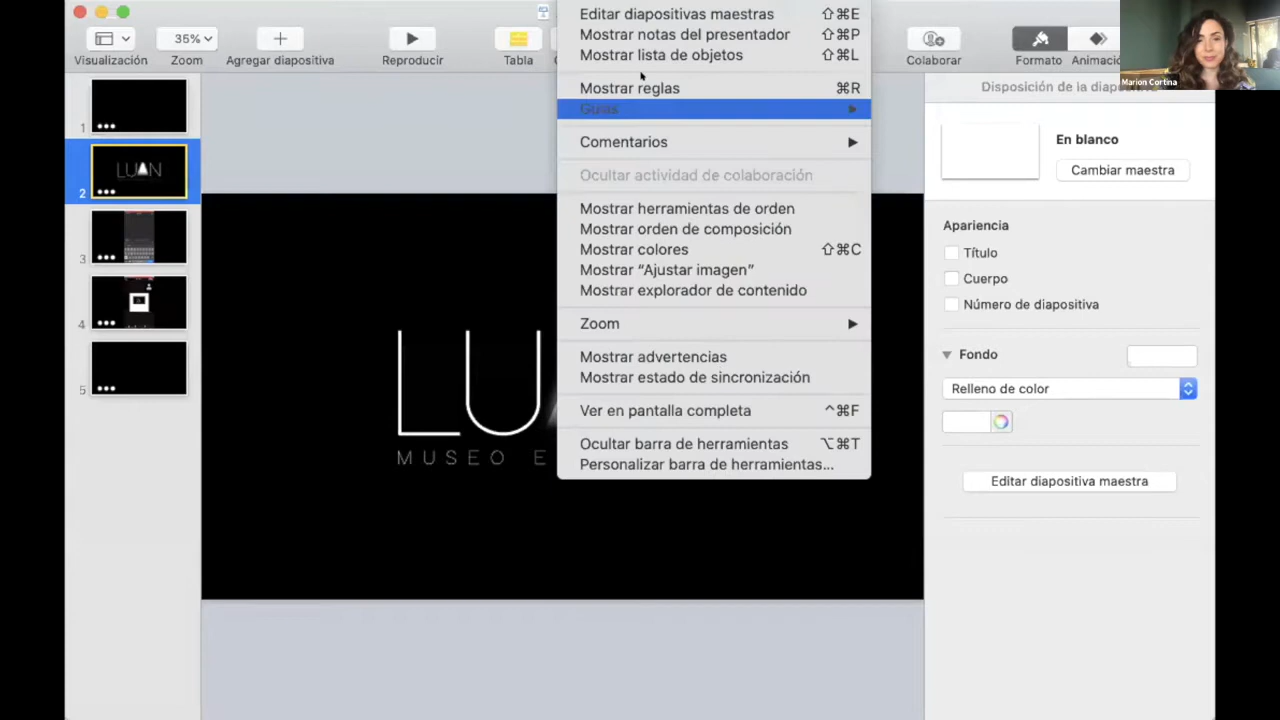 Editar diapositivas maestras ⇧⌘E
Mostrar notas del presentador ⇧⌘P
Mostrar lista de objetos ⇧⌘L
Mostrar reglas ⌘R
Guías
Comentarios
Ocultar actividad de colaboración
Mostrar herramientas de orden
Mostrar orden de composición
Mostrar colores ⇧⌘C
Mostrar “Ajustar imagen”
Mostrar explorador de contenido
Zoom
Mostrar advertencias
Mostrar estado de sincronización
Ver en pantalla completa ^⌘F
Ocultar barra de herramientas ⌥⌘T
Personalizar barra de herramientas...
35%
Visualización
Zoom
Agregar diapositiva
Reproducir
Tabla
Colaborar
Formato
Animació
Marion Cortina
1
2
LUAN
3
4
5
LU
MUSEO E
Disposición de la
En blanco
Cambiar maestra
Apariencia
Título
Cuerpo
Número de diapositiva
Fondo
Relleno de color
Editar diapositiva maestra